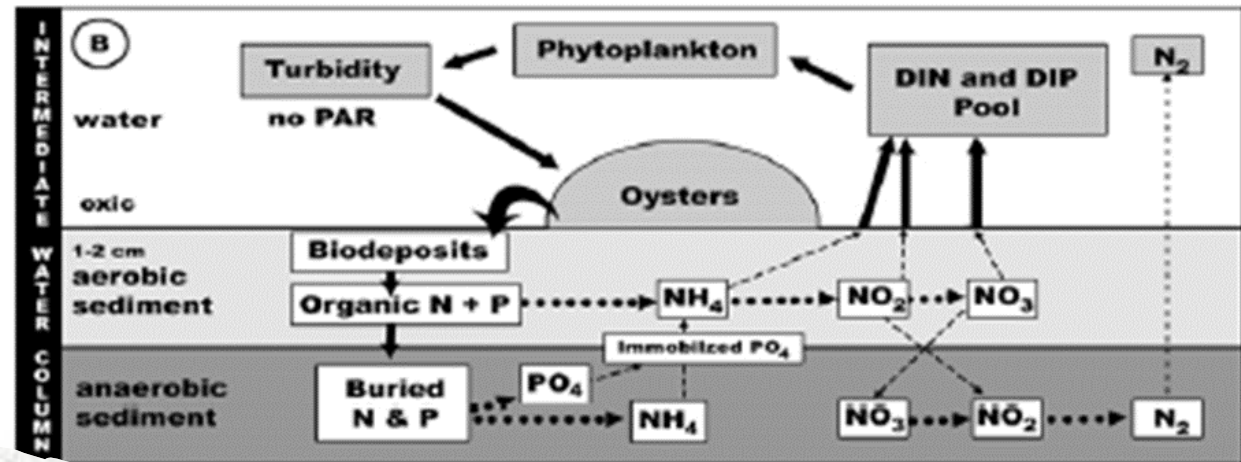 INTERMEDIATE WATER COLUMN
B
Turbidity
no PAR
Phytoplankton
DIN and DIP
Pool
N₂
water
oxic
Oysters
1-2 cm
aerobic
sediment
Biodeposits
Organic N + P
NH₄
NO₂
NO₃
Immobilized PO₄
anaerobic
sediment
Buried
N & P
PO₄
NH₄
NO₃
NO₂
N₂